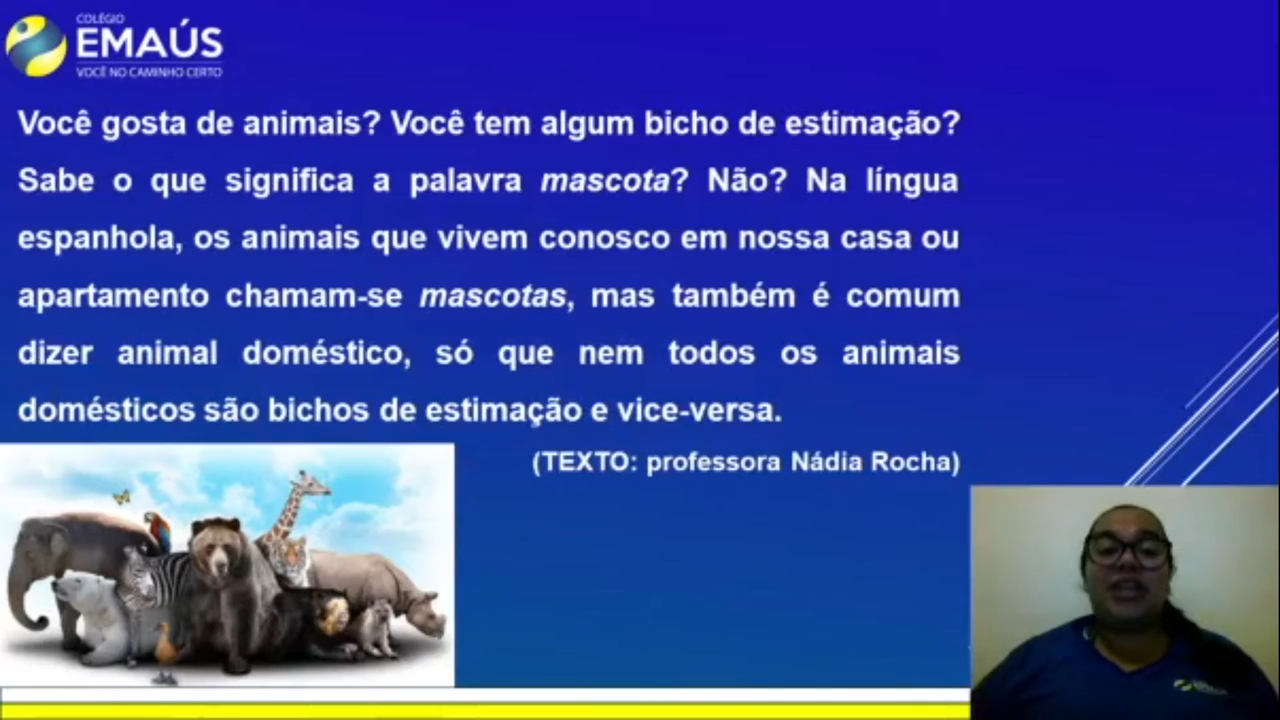 COLÉGIO
EMAÚS
VOCÊ NO CAMINHO CERTO
Você gosta de animais? Você tem algum bicho de estimação?
Sabe o que significa a palavra mascota? Não? Na língua
espanhola, os animais que vivem conosco em nossa casa ou
apartamento chamam-se mascotas, mas também é comum
dizer animal doméstico, só que nem todos os animais
domésticos são bichos de estimação e vice-versa.
(TEXTO: professora Nádia Rocha)